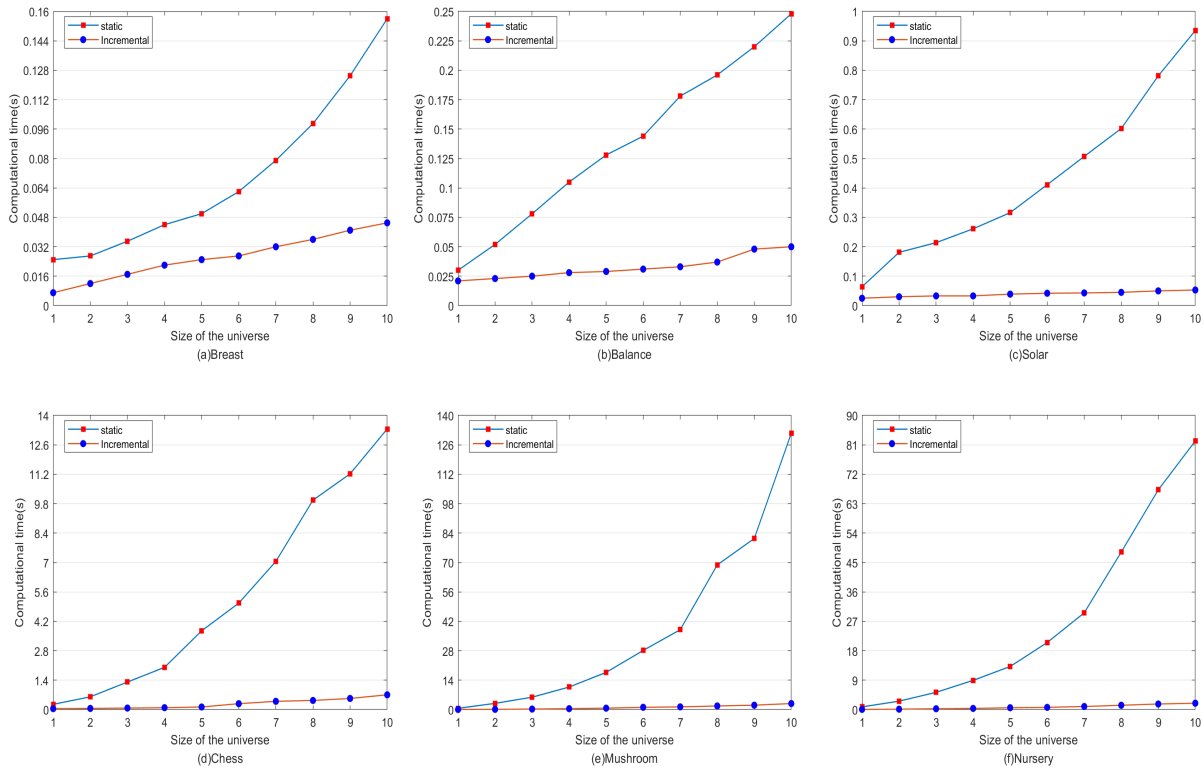 0.16
0.144
0.128
0.112
0.096
0.08
0.064
0.048
0.032
0.016
0
Computational time(s)
static
Incremental
1 2 3 4 5 6 7 8 9 10
Size of the universe
(a)Breast
0.25
0.225
0.2
0.175
0.15
0.125
0.1
0.075
0.05
0.025
0
Computational time(s)
static
Incremental
1 2 3 4 5 6 7 8 9 10
Size of the universe
(b)Balance
1
0.9
0.8
0.7
0.6
0.5
0.4
0.3
0.2
0.1
0
Computational time(s)
static
Incremental
1 2 3 4 5 6 7 8 9 10
Size of the universe
(c)Solar
14
12.6
11.2
9.8
8.4
7
5.6
4.2
2.8
1.4
0
Computational time(s)
static
Incremental
1 2 3 4 5 6 7 8 9 10
Size of the universe
(d)Chess
140
126
112
98
84
70
56
42
28
14
0
Computational time(s)
static
Incremental
1 2 3 4 5 6 7 8 9 10
Size of the universe
(e)Mushroom
90
81
72
63
54
45
36
27
18
9
0
Computational time(s)
static
Incremental
1 2 3 4 5 6 7 8 9 10
Size of the universe
(f)Nursery